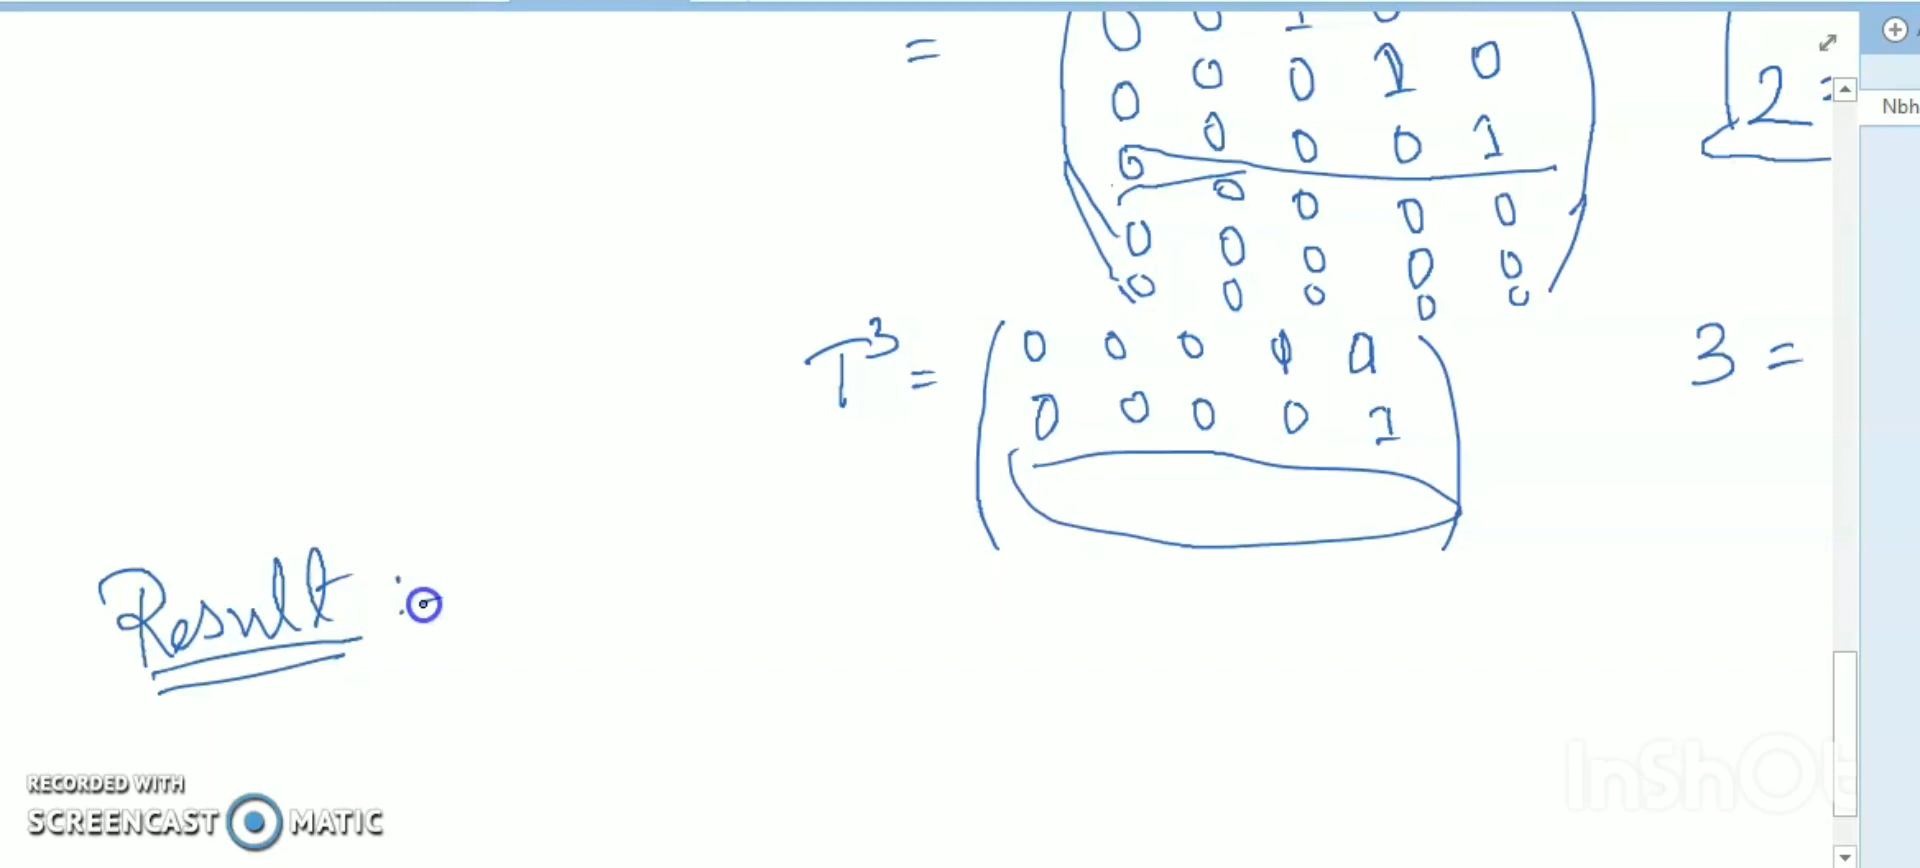 0 0 1 0
= 0 0 0 1 0
2 =
Nbh
0 0 0 0 1
0 0 0 0 0
0 0 0 0 0
0 0 0 0
T³ = 0 0 0 1 0
3 =
0 0 0 0 1
Result :
RECORDED WITH
SCREENCAST MATIC
InShOt